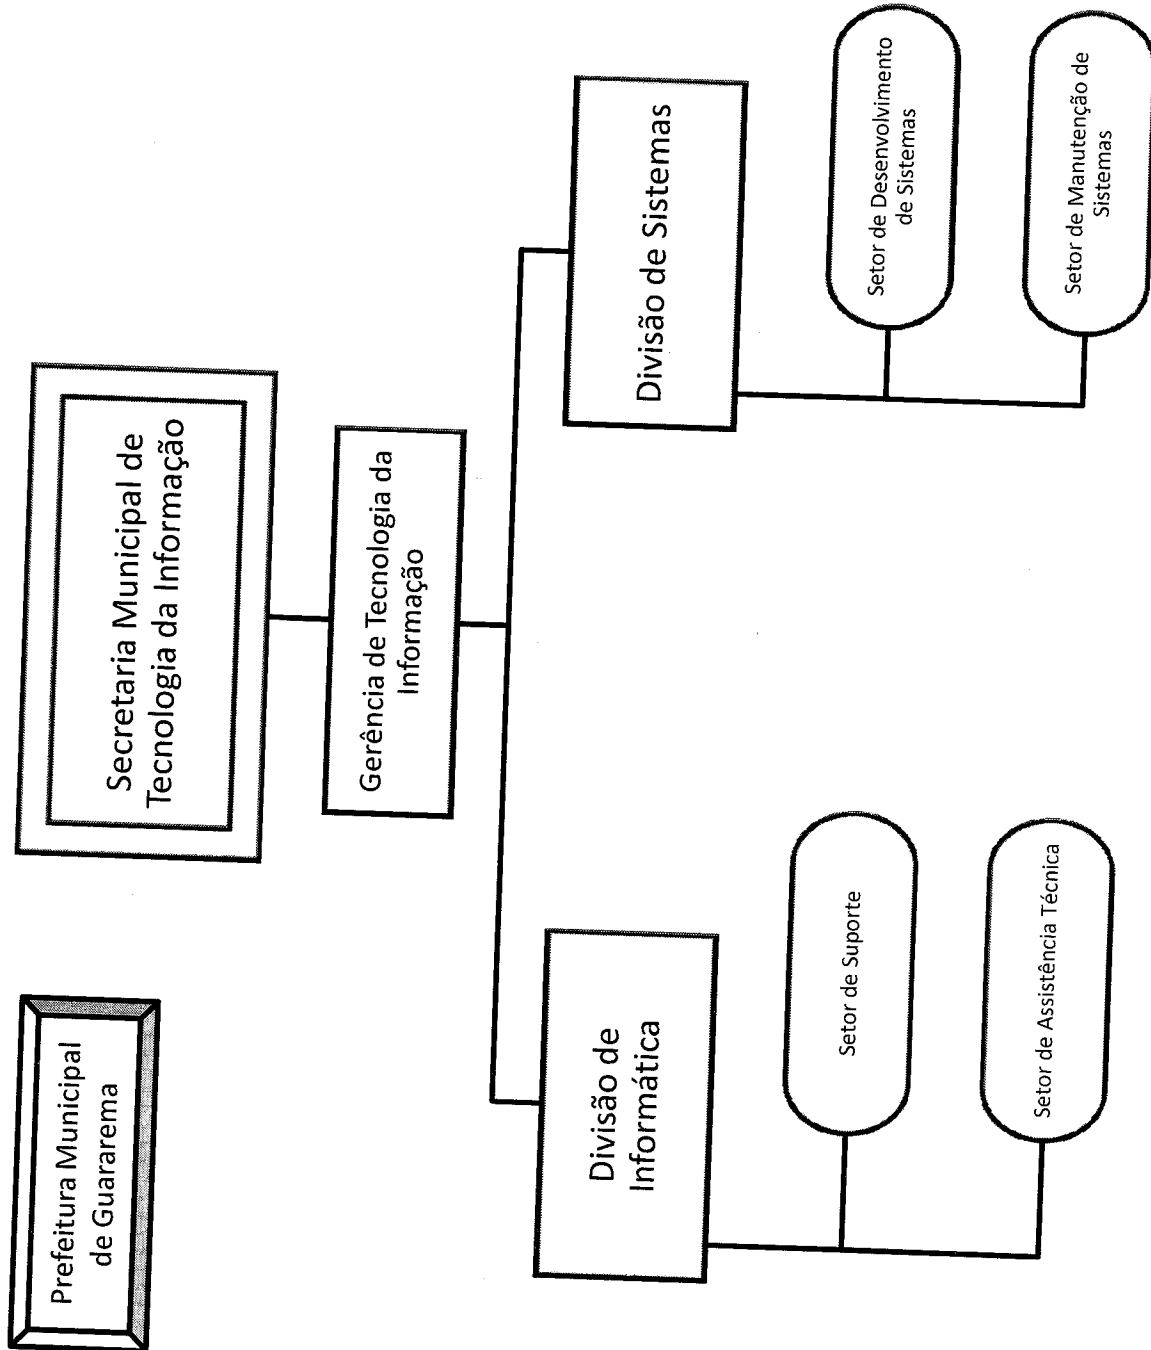 Prefeitura Municipal
de Guararema
Secretaria Municipal de
Tecnologia da Informação
Gerência de Tecnologia da
Informação
Divisão de
Informática
Divisão de Sistemas
Setor de Suporte
Setor de Assistência Técnica
Setor de Desenvolvimento
de Sistemas
Setor de Manutenção de
Sistemas